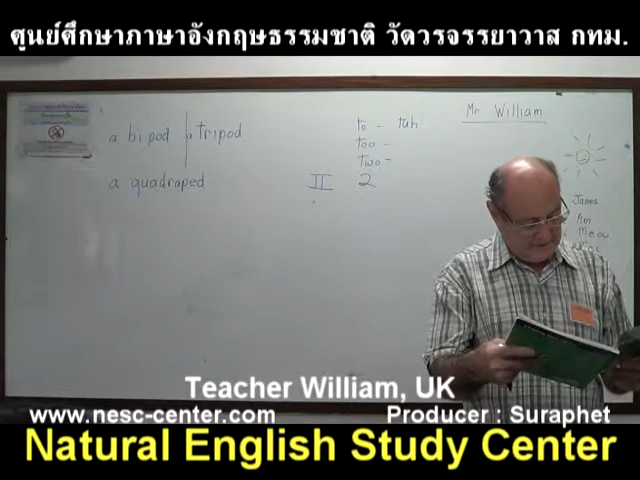 ศูนย์ศึกษาภาษาอังกฤษธรรมชาติ วัดวรจรรยาวาส กทม.
Mr William
a bipod a tripod
to - tuh
too -
two -
a quadraped
II 2
James
Am
Meow
Teacher William, UK
www.nesc-center.com
Producer : Suraphet
Natural English Study Center